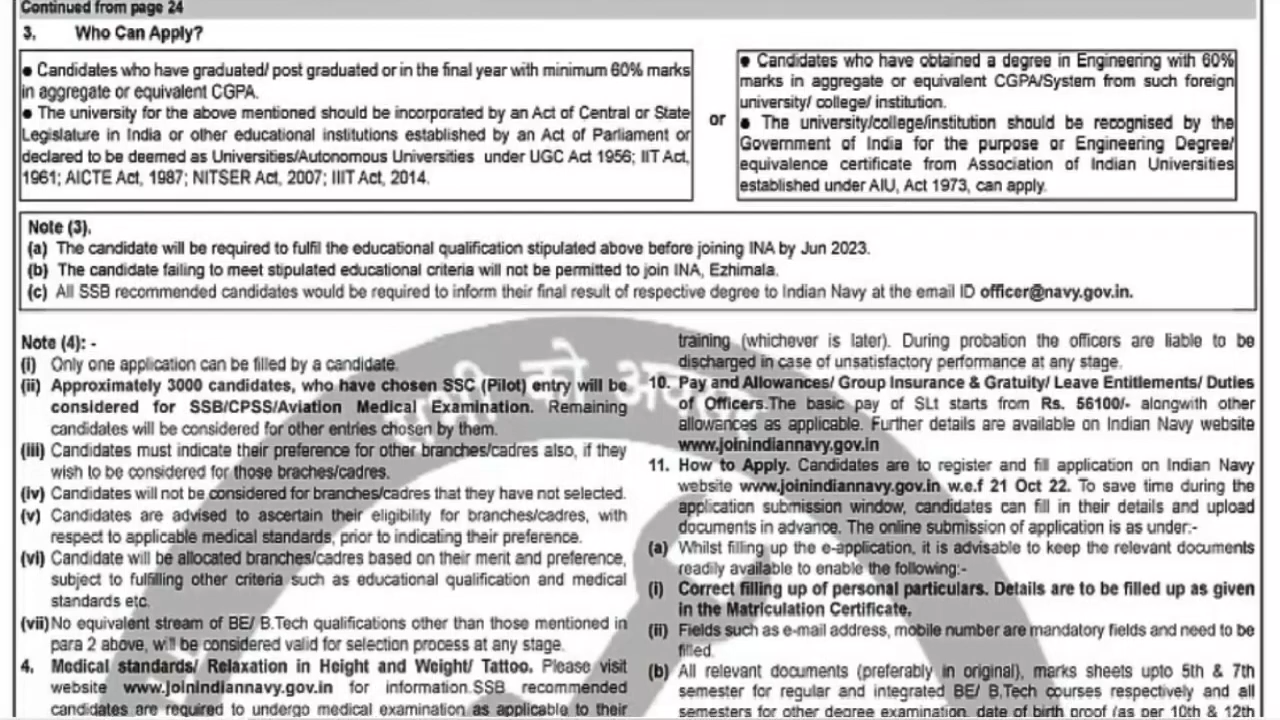 Continued from page 24
3. Who Can Apply?
● Candidates who have graduated/ post graduated or in the final year with minimum 60% marks
in aggregate or equivalent CGPA.
● The university for the above mentioned should be incorporated by an Act of Central or State
Legislature in India or other educational institutions established by an Act of Parliament or
declared to be deemed as Universities/Autonomous Universities under UGC Act 1956; IIT Act,
1961; AICTE Act, 1987; NITSER Act, 2007; IIIT Act, 2014.
or
● Candidates who have obtained a degree in Engineering with 60%
marks in aggregate or equivalent CGPA/System from such foreign
university/ college/ institution.
● The university/college/institution should be recognised by the
Government of India for the purpose or Engineering Degree/
equivalence certificate from Association of Indian Universities
established under AIU, Act 1973, can apply.
Note (3).
(a) The candidate will be required to fulfil the educational qualification stipulated above before joining INA by Jun 2023.
(b) The candidate failing to meet stipulated educational criteria will not be permitted to join INA, Ezhimala.
(c) All SSB recommended candidates would be required to inform their final result of respective degree to Indian Navy at the email ID officer@navy.gov.in.
Note (4): -
(i) Only one application can be filled by a candidate.
(ii) Approximately 3000 candidates, who have chosen SSC (Pilot) entry will be
considered for SSB/CPSS/Aviation Medical Examination. Remaining
candidates will be considered for other entries chosen by them.
(iii) Candidates must indicate their preference for other branches/cadres also, if they
wish to be considered for those braches/cadres.
(iv) Candidates will not be considered for branches/cadres that they have not selected.
(v) Candidates are advised to ascertain their eligibility for branches/cadres, with
respect to applicable medical standards, prior to indicating their preference.
(vi) Candidate will be allocated branches/cadres based on their merit and preference,
subject to fulfilling other criteria such as educational qualification and medical
standards etc.
(vii) No equivalent stream of BE/ B.Tech qualifications other than those mentioned in
para 2 above, will be considered valid for selection process at any stage.
4. Medical standards/ Relaxation in Height and Weight/ Tattoo. Please visit
website www.joinindiannavy.gov.in for information.SSB recommended
candidates are required to undergo medical examination as applicable to their
training (whichever is later). During probation the officers are liable to be
discharged in case of unsatisfactory performance at any stage.
10. Pay and Allowances/ Group Insurance & Gratuity/ Leave Entitlements/ Duties
of Officers.The basic pay of SLt starts from Rs. 56100/- alongwith other
allowances as applicable. Further details are available on Indian Navy website
www.joinindiannavy.gov.in
11. How to Apply. Candidates are to register and fill application on Indian Navy
website www.joinindiannavy.gov.in w.e.f 21 Oct 22. To save time during the
application submission window, candidates can fill in their details and upload
documents in advance. The online submission of application is as under:-
(a) Whilst filling up the e-application, it is advisable to keep the relevant documents
readily available to enable the following:-
(i) Correct filling up of personal particulars. Details are to be filled up as given
in the Matriculation Certificate.
(ii) Fields such as e-mail address, mobile number are mandatory fields and need to be
filled.
(b) All relevant documents (preferably in original), marks sheets upto 5th & 7th
semester for regular and integrated BE/ B.Tech courses respectively and all
semesters for other degree examination, date of birth proof (as per 10th & 12th